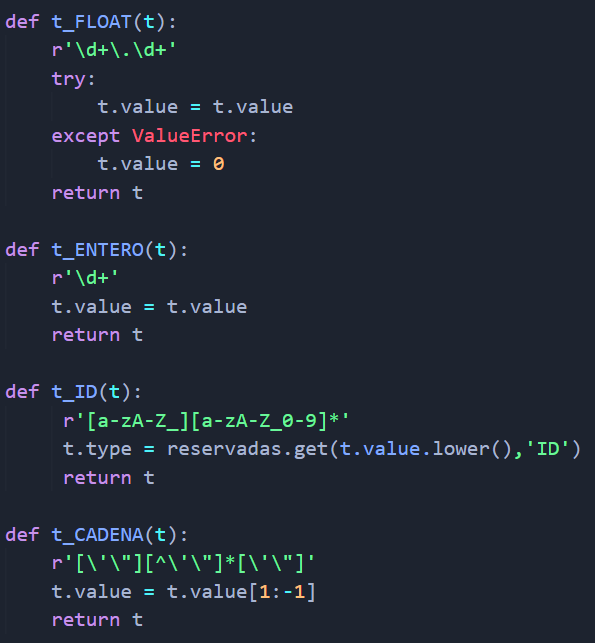 def t_FLOAT(t):
    r'\d+\.\d+'
    try:
        t.value = t.value
    except ValueError:
        t.value = 0
    return t

def t_ENTERO(t):
    r'\d+'
    t.value = t.value
    return t

def t_ID(t):
     r'[a-zA-Z_][a-zA-Z_0-9]*'
     t.type = reservadas.get(t.value.lower(),'ID')
     return t

def t_CADENA(t):
    r'[\'\"][^\'\"]*[\'\"]'
    t.value = t.value[1:-1]
    return t